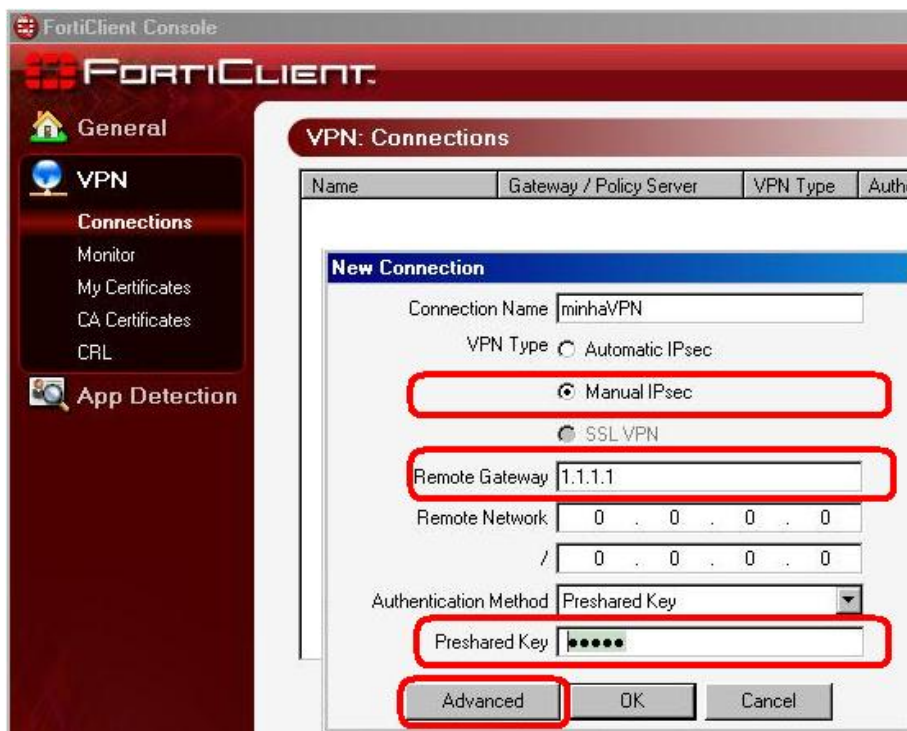 FortiClient Console
FORTICLIENT
General
VPN
Connections
Monitor
My Certificates
CA Certificates
CRL
App Detection
VPN: Connections
Name Gateway / Policy Server VPN Type Auth
New Connection
Connection Name minhaVPN
VPN Type Automatic IPsec
Manual IPsec
SSL VPN
Remote Gateway 1.1.1.1
Remote Network 0 . 0 . 0 . 0
/ 0 . 0 . 0 . 0
Authentication Method Preshared Key
Preshared Key •••••
Advanced OK Cancel